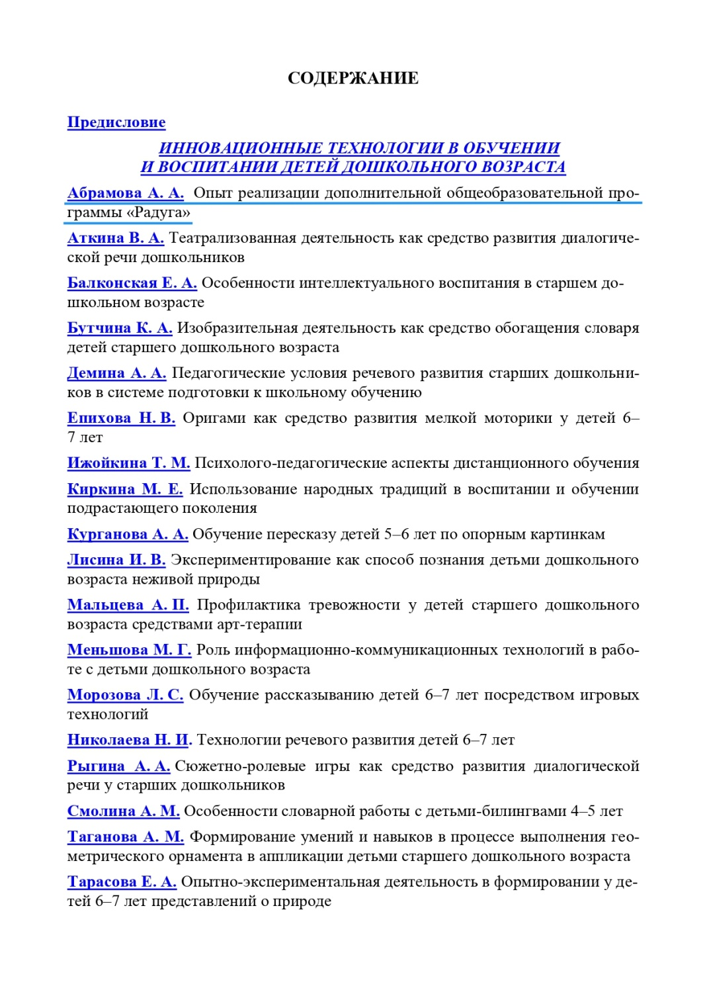 СОДЕРЖАНИЕ
Предисловие
ИННОВАЦИОННЫЕ ТЕХНОЛОГИИ В ОБУЧЕНИИ
И ВОСПИТАНИИ ДЕТЕЙ ДОШКОЛЬНОГО ВОЗРАСТА
Абрамова А. А. Опыт реализации дополнительной общеобразовательной про-
граммы «Радуга»
Аткина В. А. Театрализованная деятельность как средство развития диалогиче-
ской речи дошкольников
Балконская Е. А. Особенности интеллектуального воспитания в старшем до-
школьном возрасте
Бутчина К. А. Изобразительная деятельность как средство обогащения словаря
детей старшего дошкольного возраста
Демина А. А. Педагогические условия речевого развития старших дошкольни-
ков в системе подготовки к школьному обучению
Епихова Н. В. Оригами как средство развития мелкой моторики у детей 6–
7 лет
Ижойкина Т. М. Психолого-педагогические аспекты дистанционного обучения
Киркина М. Е. Использование народных традиций в воспитании и обучении
подрастающего поколения
Курганова А. А. Обучение пересказу детей 5–6 лет по опорным картинкам
Лисина И. В. Экспериментирование как способ познания детьми дошкольного
возраста неживой природы
Мальцева А. П. Профилактика тревожности у детей старшего дошкольного
возраста средствами арт-терапии
Меньшова М. Г. Роль информационно-коммуникационных технологий в рабо-
те с детьми дошкольного возраста
Морозова Л. С. Обучение рассказыванию детей 6–7 лет посредством игровых
технологий
Николаева Н. И. Технологии речевого развития детей 6–7 лет
Рыгина А. А. Сюжетно-ролевые игры как средство развития диалогической
речи у старших дошкольников
Смолина А. М. Особенности словарной работы с детьми-билингвами 4–5 лет
Таганова А. М. Формирование умений и навыков в процессе выполнения гео-
метрического орнамента в аппликации детьми старшего дошкольного возраста
Тарасова Е. А. Опытно-экспериментальная деятельность в формировании у де-
тей 6–7 лет представлений о природе